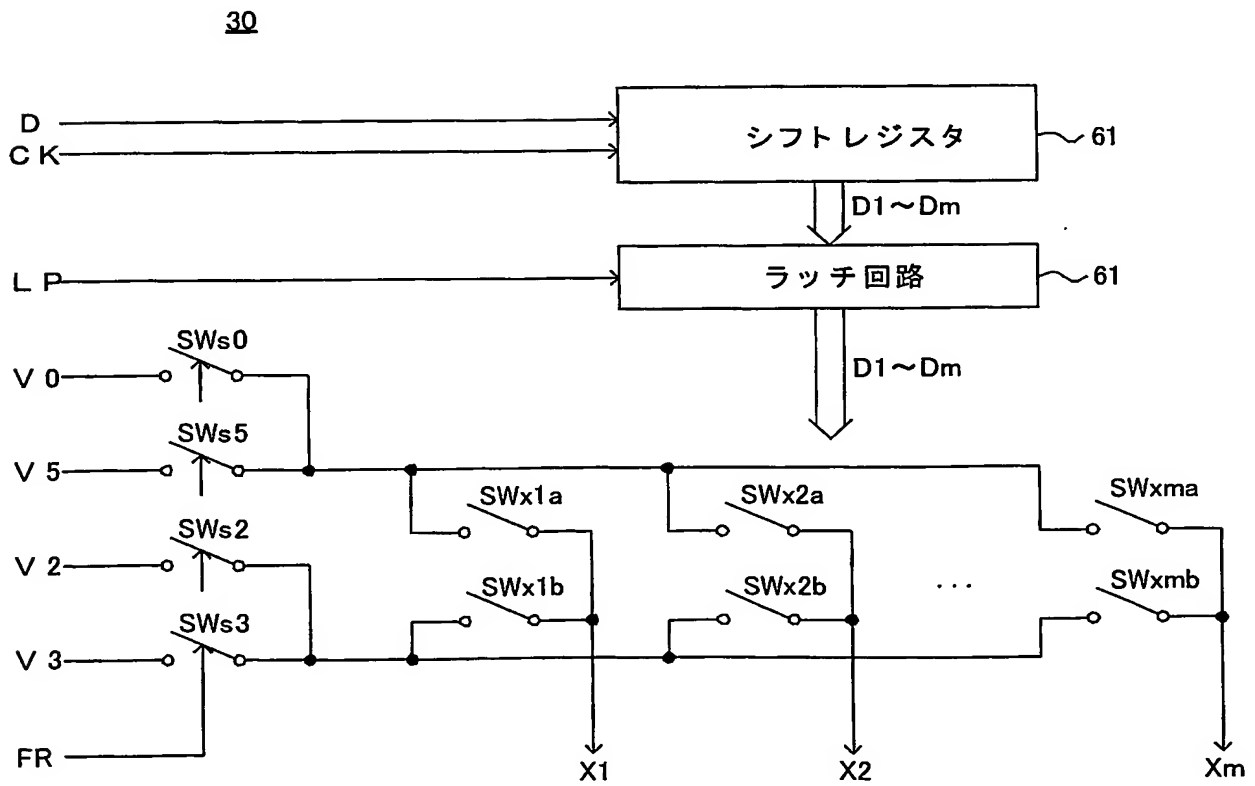 30
D
CK
シフトレジスタ
61
D1～Dm
LP
ラッチ回路
61
D1～Dm
SWs0
V0
SWs5
V5
SWx1a
SWx2a
SWxma
SWs2
V2
SWx1b
SWx2b
...
SWxmb
SWs3
V3
FR
X1
X2
Xm